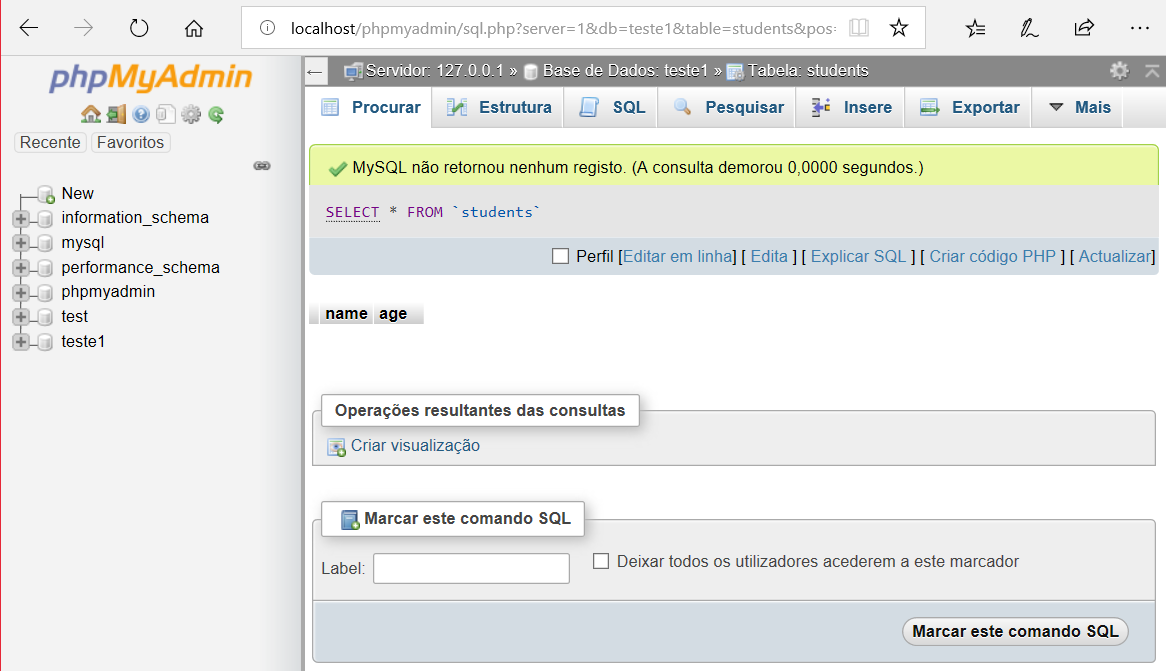 localhost/phpmyadmin/sql.php?server=1&db=teste1&table=students&pos=
phpMyAdmin
Recente Favoritos
New
information_schema
mysql
performance_schema
phpmyadmin
test
teste1
Servidor: 127.0.0.1 » Base de Dados: teste1 » Tabela: students
Procurar Estrutura SQL Pesquisar Insere Exportar Mais
MySQL não retornou nenhum registo. (A consulta demorou 0,0000 segundos.)
SELECT * FROM `students`
Perfil [Editar em linha] [ Edita ] [ Explicar SQL ] [ Criar código PHP ] [ Actualizar]
name age
Operações resultantes das consultas
Criar visualização
Marcar este comando SQL
Label: Deixar todos os utilizadores acederem a este marcador
Marcar este comando SQL